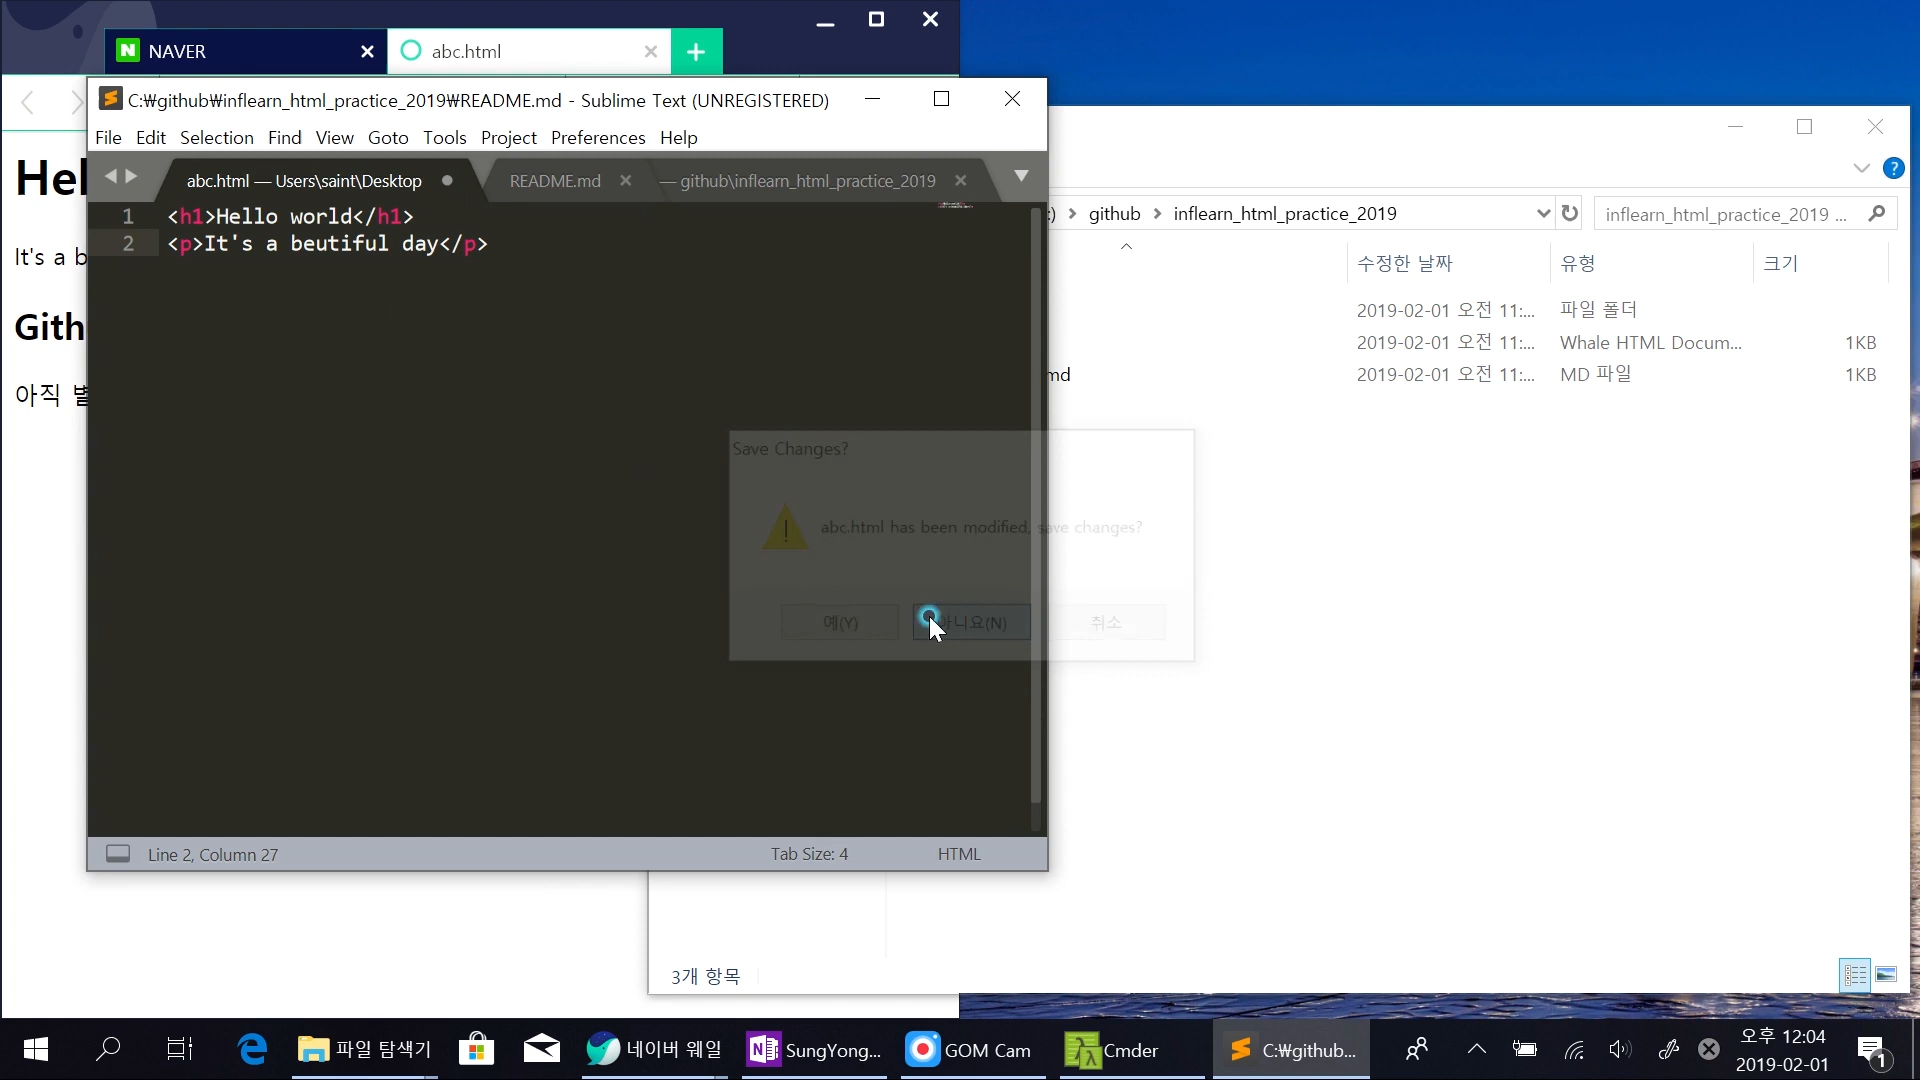 NAVER
abc.html
C:₩github₩inflearn_html_practice_2019₩README.md - Sublime Text (UNREGISTERED)
File Edit Selection Find View Goto Tools Project Preferences Help
abc.html — Users\saint\Desktop
README.md
— github\inflearn_html_practice_2019
1 <h1>Hello world</h1>
2 <p>It's a beutiful day</p>
Hel
It's a b
Gith
아직
github
inflearn_html_practice_2019
inflearn_html_practice_2019 ...
수정한 날짜 유형 크기
2019-02-01 오전 11:... 파일 폴더
2019-02-01 오전 11:... Whale HTML Docum... 1KB
md 2019-02-01 오전 11:... MD 파일 1KB
Save Changes?
abc.html has been modified, save changes?
예(Y) 아니요(N) 취소
Line 2, Column 27
Tab Size: 4
HTML
3개 항목
파일 탐색기
네이버 웨일
SungYong...
GOM Cam
Cmder
C:₩github...
오후 12:04
2019-02-01
1